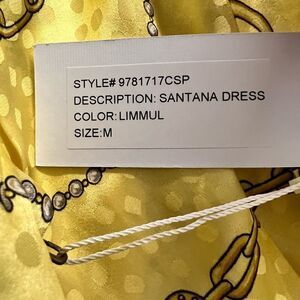 STYLE# 9781717CSP
DESCRIPTION: SANTANA DRESS
COLOR: LIMMUL
SIZE:M